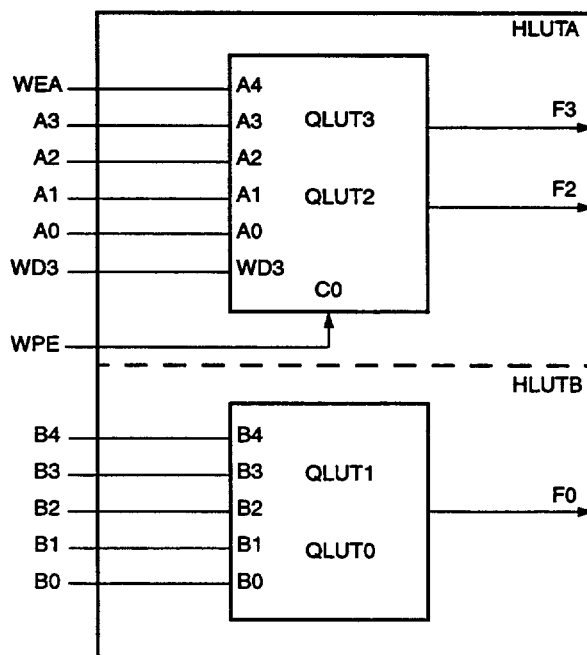 HLUTA
WEA A4
A3 A3 QLUT3 F3
A2 A2
A1 A1 QLUT2 F2
A0 A0
WD3 WD3
C0
WPE
HLUTB
B4 B4
B3 B3 QLUT1
B2 B2 F0
B1 B1 QLUT0
B0 B0